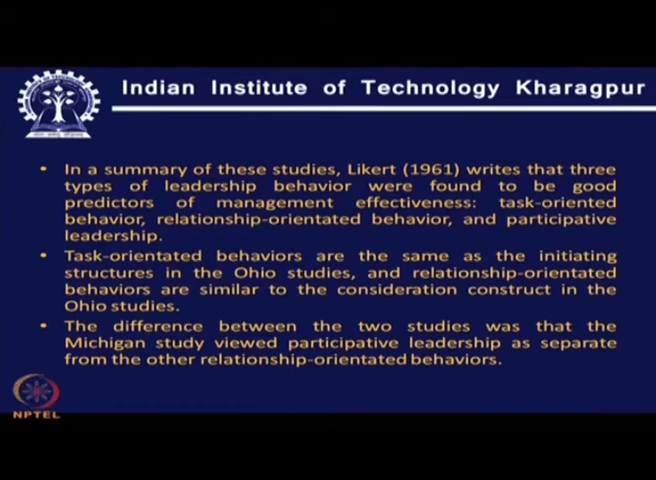 Indian Institute of Technology Kharagpur
• In a summary of these studies, Likert (1961) writes that three
types of leadership behavior were found to be good
predictors of management effectiveness: task-oriented
behavior, relationship-orientated behavior, and participative
leadership.
• Task-orientated behaviors are the same as the initiating
structures in the Ohio studies, and relationship-orientated
behaviors are similar to the consideration construct in the
Ohio studies.
• The difference between the two studies was that the
Michigan study viewed participative leadership as separate
from the other relationship-orientated behaviors.
NPTEL